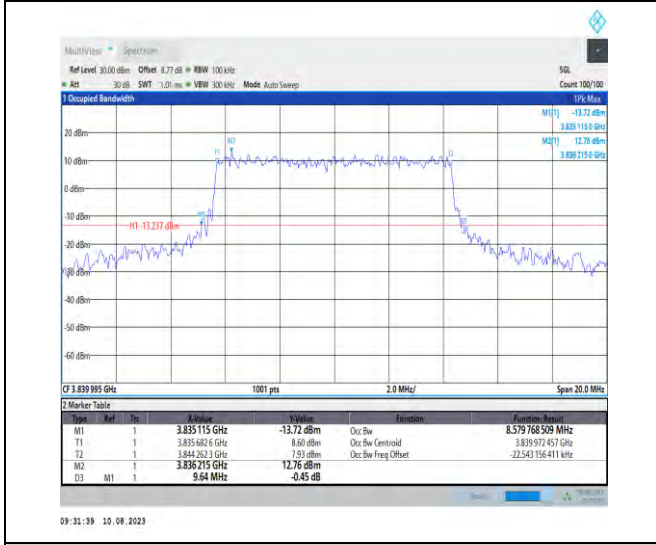 MultiView Spectrum
Ref Level 30.00 dBm Offset 8.77 dB RBW 100 kHz SGL
Att 30 dB SWT 1.01 ms VBW 300 kHz Mode Auto Sweep Count 100/100
1 Occupied Bandwidth 1Pk Max
M1[1] -13.72 dBm
3.835 115 0 GHz
20 dBm M2[1] 12.76 dBm
M2 3.836 215 0 GHz
T1 T2
10 dBm
0 dBm
-10 dBm
M1 D3
H1 -13.237 dBm
-20 dBm
-30 dBm
-40 dBm
-50 dBm
-60 dBm
CF 3.839 995 GHz 1001 pts 2.0 MHz/ Span 20.0 MHz
2 Marker Table
Type Ref Trc X-Value Y-Value Function Function Result
M1 1 3.835 115 GHz -13.72 dBm Occ Bw 8.579 768 509 MHz
T1 1 3.835 682 6 GHz 8.60 dBm Occ Bw Centroid 3.839 972 457 GHz
T2 1 3.844 262 3 GHz 7.93 dBm Occ Bw Freq Offset -22.543 156 411 kHz
M2 1 3.836 215 GHz 12.76 dBm
D3 M1 1 9.64 MHz -0.45 dB
09:31:39 10.08.2023